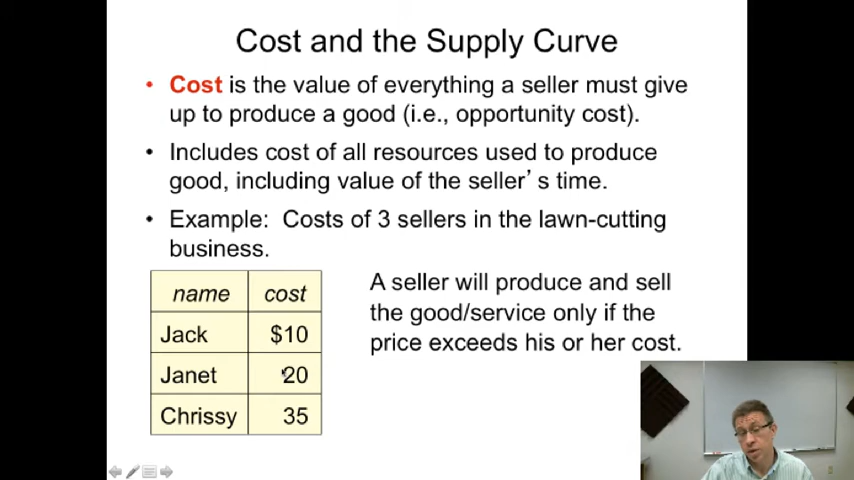 Cost and the Supply Curve
• Cost is the value of everything a seller must give
up to produce a good (i.e., opportunity cost).
• Includes cost of all resources used to produce
good, including value of the seller's time.
• Example: Costs of 3 sellers in the lawn-cutting
business.
name cost
Jack $10
Janet 20
Chrissy 35
A seller will produce and sell
the good/service only if the
price exceeds his or her cost.